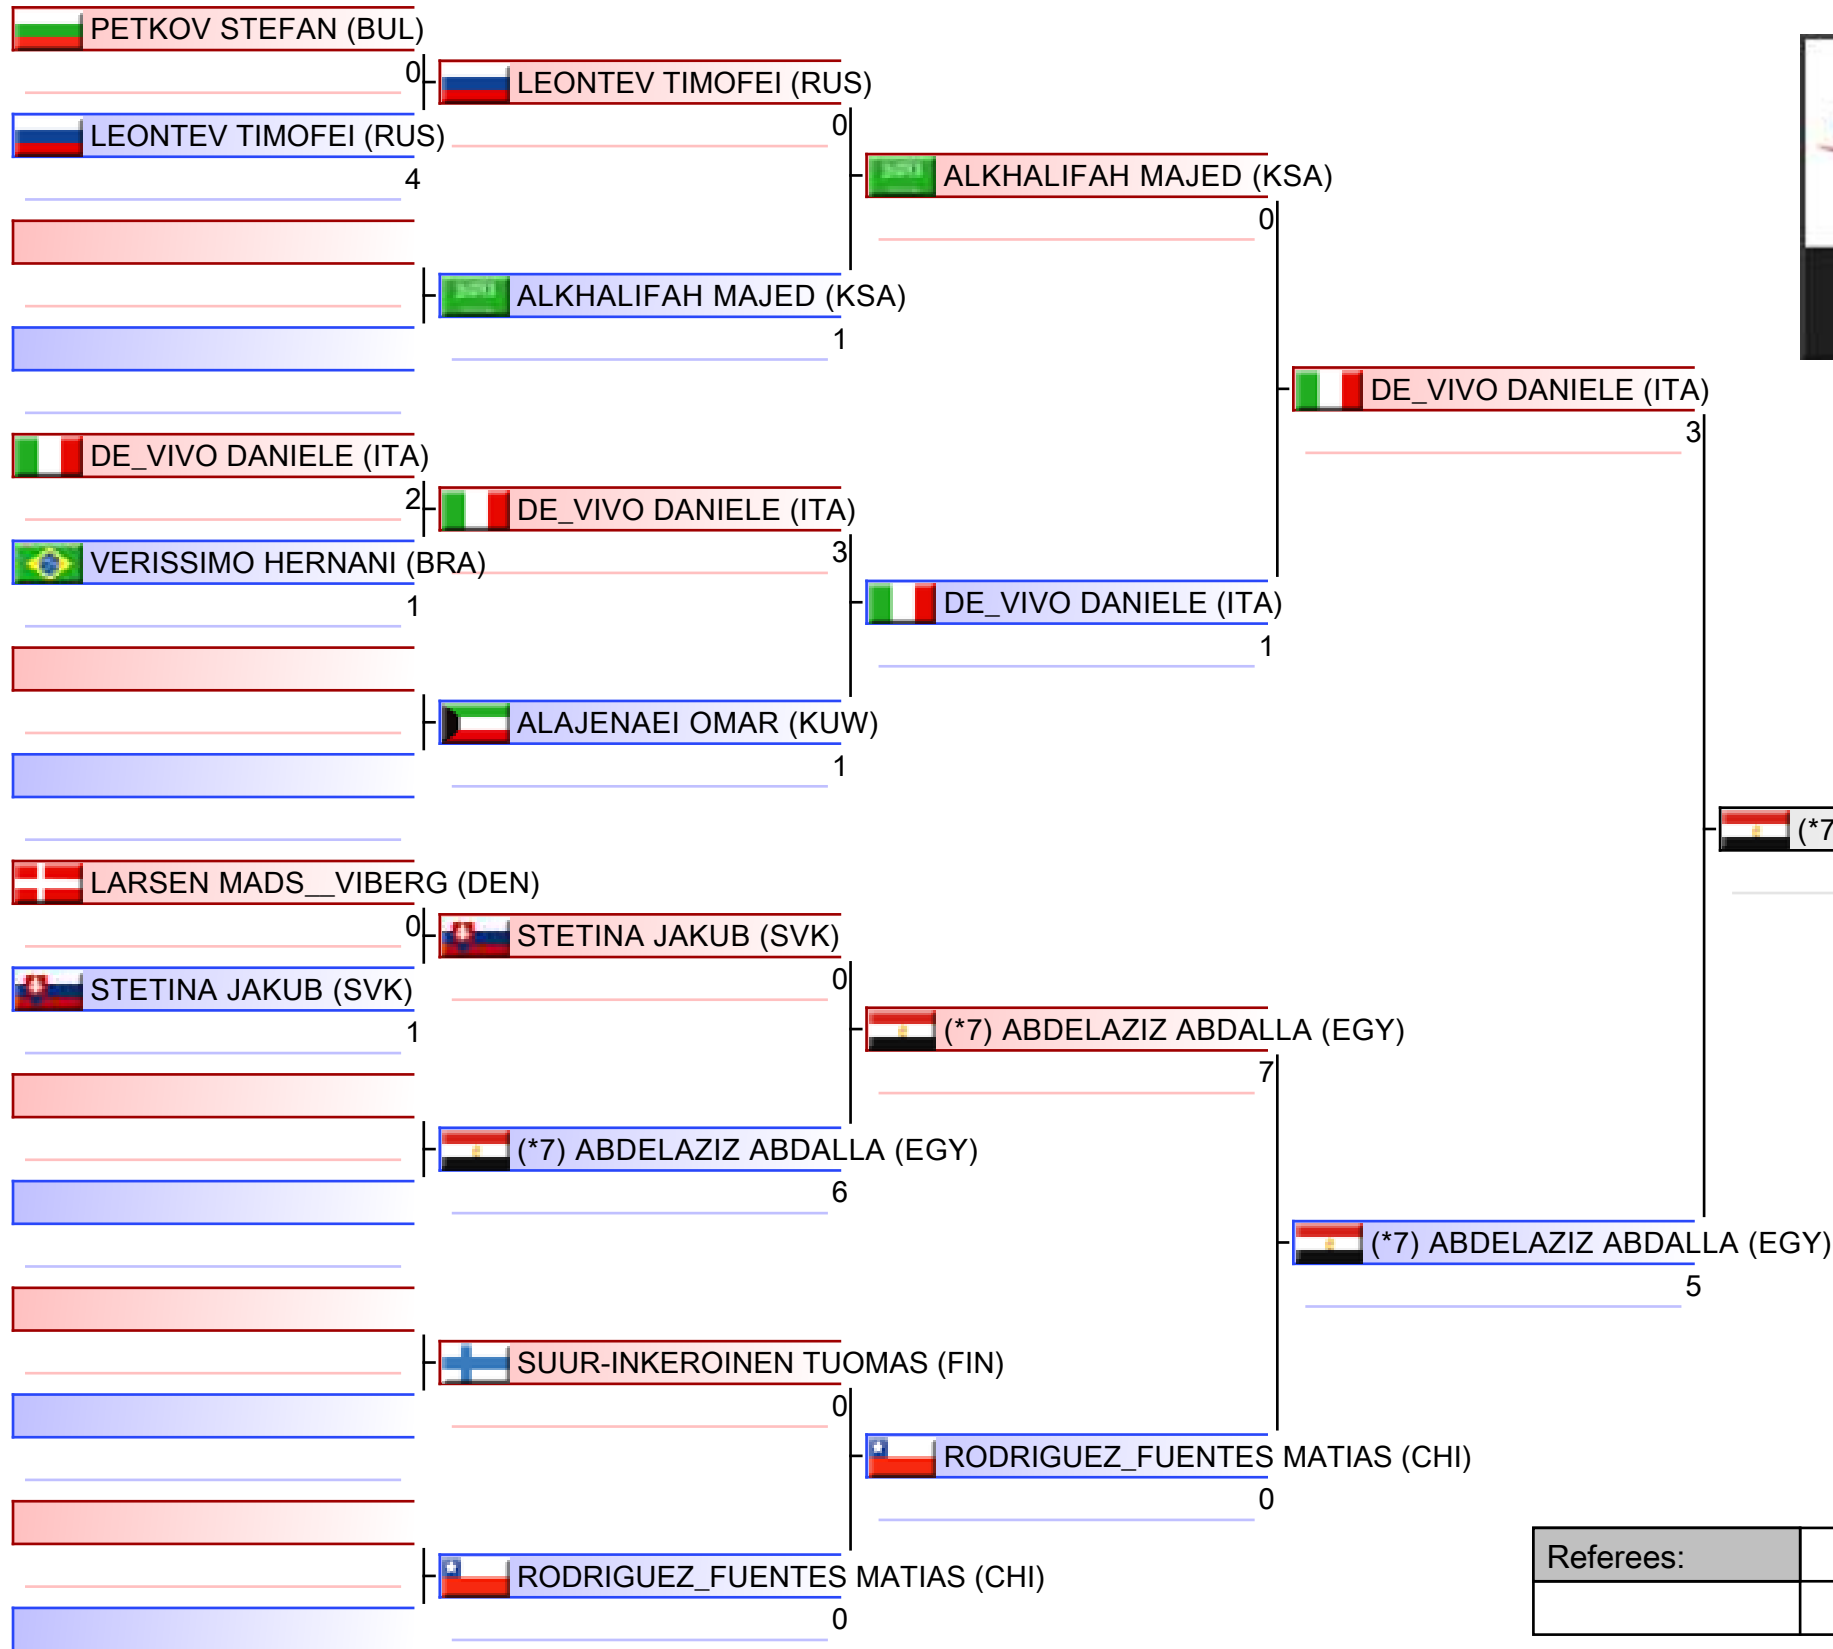 PETKOV STEFAN (BUL)
0
LEONTEV TIMOFEI (RUS)
4
LEONTEV TIMOFEI (RUS)
0
ALKHALIFAH MAJED (KSA)
1
ALKHALIFAH MAJED (KSA)
0
DE_VIVO DANIELE (ITA)
2
VERISSIMO HERNANI (BRA)
1
DE_VIVO DANIELE (ITA)
3
ALAJENAEI OMAR (KUW)
1
DE_VIVO DANIELE (ITA)
1
DE_VIVO DANIELE (ITA)
3
LARSEN MADS__VIBERG (DEN)
0
STETINA JAKUB (SVK)
1
STETINA JAKUB (SVK)
0
(*7) ABDELAZIZ ABDALLA (EGY)
6
(*7) ABDELAZIZ ABDALLA (EGY)
7
SUUR-INKEROINEN TUOMAS (FIN)
0
RODRIGUEZ_FUENTES MATIAS (CHI)
0
RODRIGUEZ_FUENTES MATIAS (CHI)
0
(*7) ABDELAZIZ ABDALLA (EGY)
5
(*7
Referees: